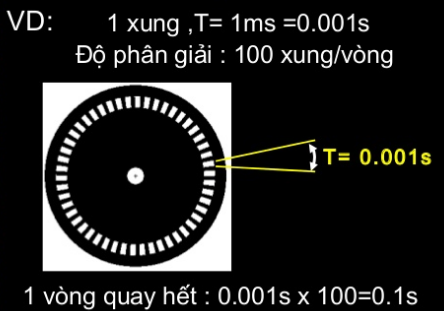 VD: 1 xung ,T= 1ms =0.001s
Độ phân giải : 100 xung/vòng
T= 0.001s
1 vòng quay hết : 0.001s x 100=0.1s